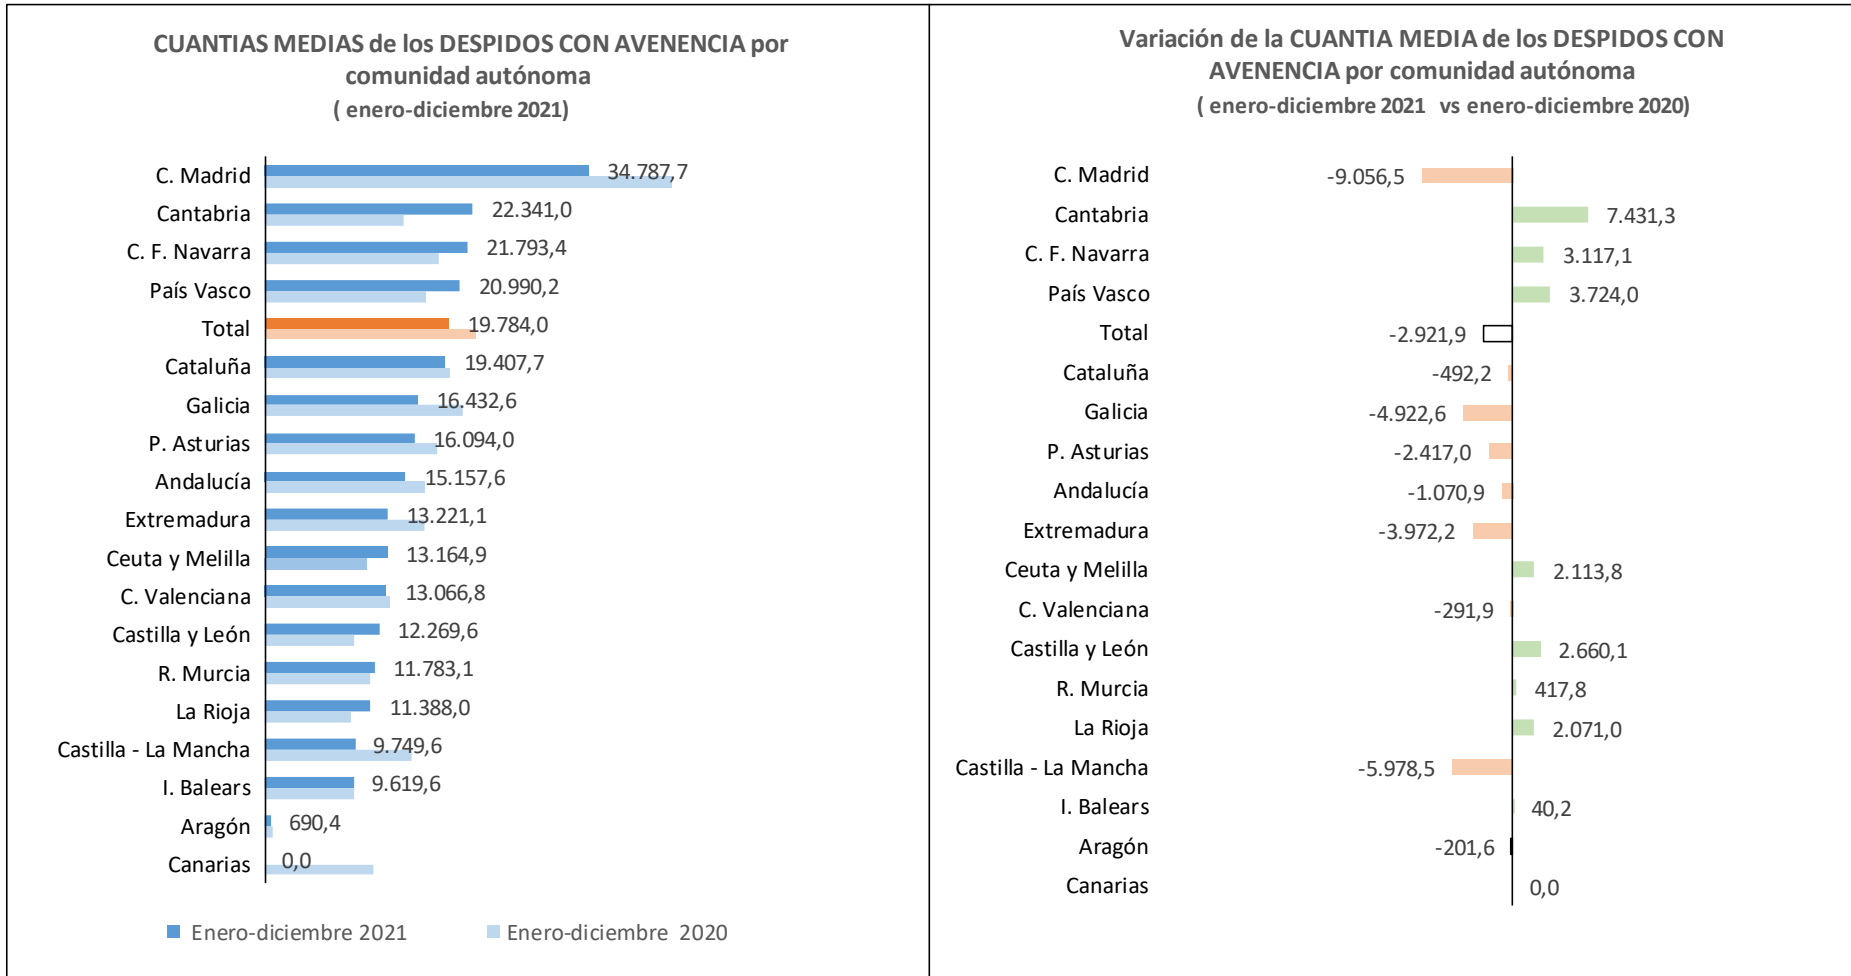 CUANTIAS MEDIAS de los DESPIDOS CON AVENENCIA por
comunidad autónoma
( enero-diciembre 2021)
C. Madrid 34.787,7
Cantabria 22.341,0
C. F. Navarra 21.793,4
País Vasco 20.990,2
Total 19.784,0
Cataluña 19.407,7
Galicia 16.432,6
P. Asturias 16.094,0
Andalucía 15.157,6
Extremadura 13.221,1
Ceuta y Melilla 13.164,9
C. Valenciana 13.066,8
Castilla y León 12.269,6
R. Murcia 11.783,1
La Rioja 11.388,0
Castilla - La Mancha 9.749,6
I. Balears 9.619,6
Aragón 690,4
Canarias 0,0
Enero-diciembre 2021 Enero-diciembre 2020
Variación de la CUANTIA MEDIA de los DESPIDOS CON
AVENENCIA por comunidad autónoma
( enero-diciembre 2021 vs enero-diciembre 2020)
C. Madrid -9.056,5
Cantabria 7.431,3
C. F. Navarra 3.117,1
País Vasco 3.724,0
Total -2.921,9
Cataluña -492,2
Galicia -4.922,6
P. Asturias -2.417,0
Andalucía -1.070,9
Extremadura -3.972,2
Ceuta y Melilla 2.113,8
C. Valenciana -291,9
Castilla y León 2.660,1
R. Murcia 417,8
La Rioja 2.071,0
Castilla - La Mancha -5.978,5
I. Balears 40,2
Aragón -201,6
Canarias 0,0